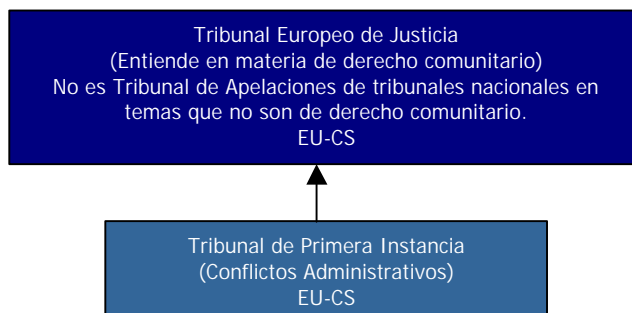 Tribunal Europeo de Justicia
(Entiende en materia de derecho comunitario)
No es Tribunal de Apelaciones de tribunales nacionales en
temas que no son de derecho comunitario.
EU-CS
Tribunal de Primera Instancia
(Conflictos Administrativos)
EU-CS